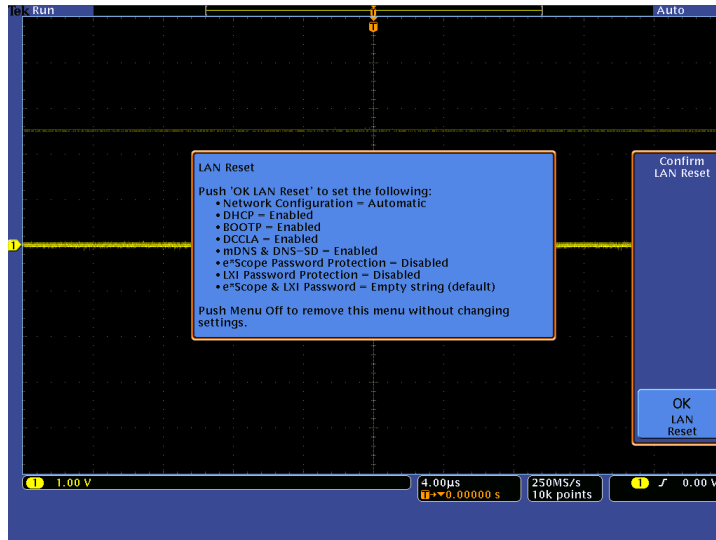 Tek Run
Auto
T
T
LAN Reset
Push 'OK LAN Reset' to set the following:
• Network Configuration = Automatic
• DHCP = Enabled
• BOOTP = Enabled
• DCCLA = Enabled
• mDNS & DNS-SD = Enabled
• e*Scope Password Protection = Disabled
• LXI Password Protection = Disabled
• e*Scope & LXI Password = Empty string (default)
Push Menu Off to remove this menu without changing
settings.
Confirm
LAN Reset
1
OK
LAN
Reset
1 1.00 V
4.00µs
T→▼0.00000 s
250MS/s
10k points
1 ƒ 0.00 V